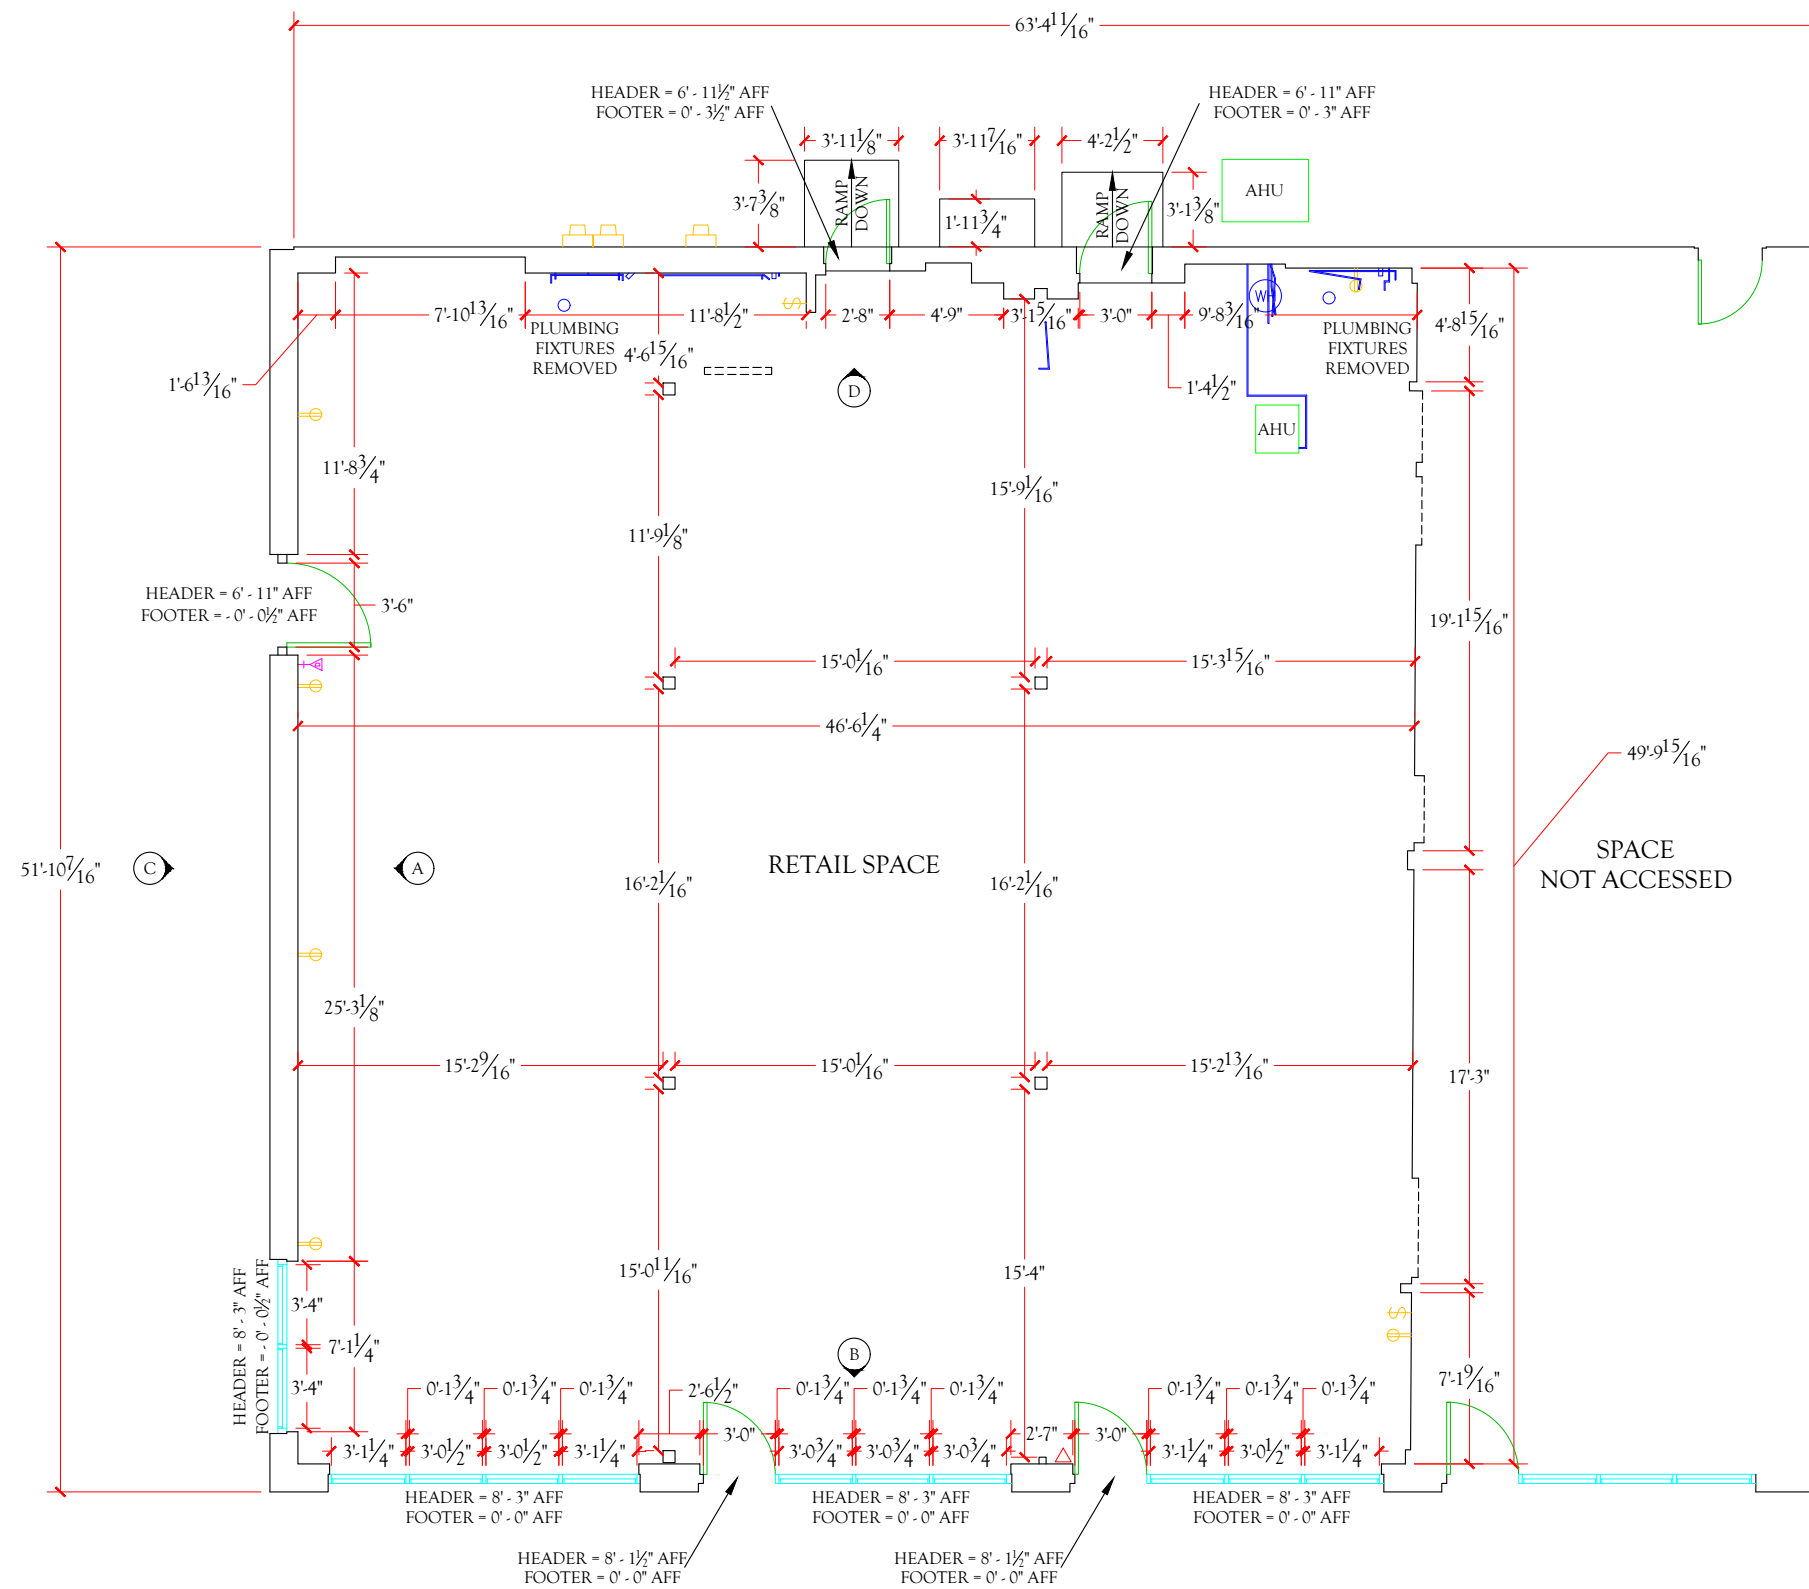 63'-4 11/16"
HEADER = 6' - 11½" AFF
FOOTER = 0' - 3½" AFF
HEADER = 6' - 11" AFF
FOOTER = 0' - 3" AFF
3'-11 1/8"
3'-11 7/16"
4'-2 1/2"
3'-7 3/8"
RAMP
DOWN
1'-11 3/4"
RAMP
DOWN
3'-1 3/8"
AHU
7'-10 13/16"
11'-8 1/2"
2'-8"
4'-9"
3'-1 5/16"
3'-0"
9'-8 3/16"
WH
4'-8 15/16"
PLUMBING
FIXTURES
REMOVED
4'-6 15/16"
PLUMBING
FIXTURES
REMOVED
1'-6 13/16"
D
1'-4 1/2"
AHU
11'-8 3/4"
15'-9 1/16"
11'-9 1/8"
HEADER = 6' - 11" AFF
FOOTER = - 0' - 0½" AFF
3'-6"
19'-1 15/16"
15'-0 1/16"
15'-3 15/16"
46'-6 1/4"
49'-9 15/16"
51'-10 7/16"
C
A
RETAIL SPACE
SPACE
NOT ACCESSED
16'-2 1/16"
16'-2 1/16"
25'-3 1/8"
15'-2 9/16"
15'-0 1/16"
15'-2 13/16"
17'-3"
15'-0 11/16"
15'-4"
HEADER = 8' - 3" AFF
FOOTER = - 0' - 0½" AFF
3'-4"
7'-1 1/4"
3'-4"
S
S
B
0'-1 3/4"
0'-1 3/4"
0'-1 3/4"
2'-6 1/2"
0'-1 3/4"
0'-1 3/4"
0'-1 3/4"
0'-1 3/4"
0'-1 3/4"
0'-1 3/4"
7'-1 9/16"
3'-1 1/4"
3'-0 1/2"
3'-0 1/2"
3'-1 1/4"
3'-0"
3'-0 3/4"
3'-0 3/4"
3'-0 3/4"
2'-7"
3'-0"
3'-1 1/4"
3'-0 1/2"
3'-1 1/4"
HEADER = 8' - 3" AFF
FOOTER = 0' - 0" AFF
HEADER = 8' - 3" AFF
FOOTER = 0' - 0" AFF
HEADER = 8' - 3" AFF
FOOTER = 0' - 0" AFF
HEADER = 8' - 1½" AFF
FOOTER = 0' - 0" AFF
HEADER = 8' - 1½" AFF
FOOTER = 0' - 0" AFF